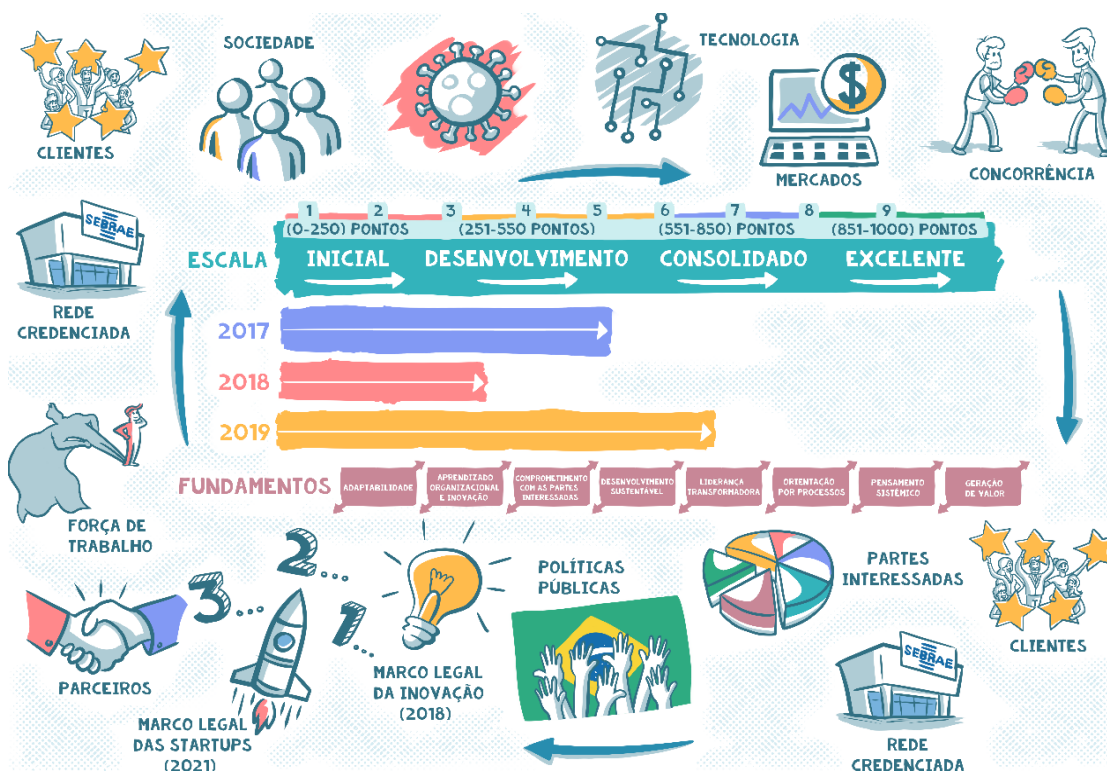 SOCIEDADE
TECNOLOGIA
$
CLIENTES
MERCADOS
CONCORRÊNCIA
SEBRAE
REDE
CREDENCIADA
1 2 3 4 5 6 7 8 9
(0-250) PONTOS (251-550 PONTOS) (551-850) PONTOS (851-1000) PONTOS
ESCALA INICIAL DESENVOLVIMENTO CONSOLIDADO EXCELENTE
2017
2018
2019
FUNDAMENTOS
ADAPTABILIDADE
APRENDIZADO
ORGANIZACIONAL
E INOVAÇÃO
COMPROMETIMENTO
COM AS PARTES
INTERESSADAS
DESENVOLVIMENTO
SUSTENTÁVEL
LIDERANÇA
TRANSFORMADORA
ORIENTAÇÃO
POR PROCESSOS
PENSAMENTO
SISTÊMICO
GERAÇÃO
DE VALOR
FORÇA DE
TRABALHO
PARCEIROS
3...
2...
1...
MARCO LEGAL
DAS STARTUPS
(2021)
MARCO LEGAL
DA INOVAÇÃO
(2018)
POLÍTICAS
PÚBLICAS
PARTES
INTERESSADAS
CLIENTES
SEBRAE
REDE
CREDENCIADA